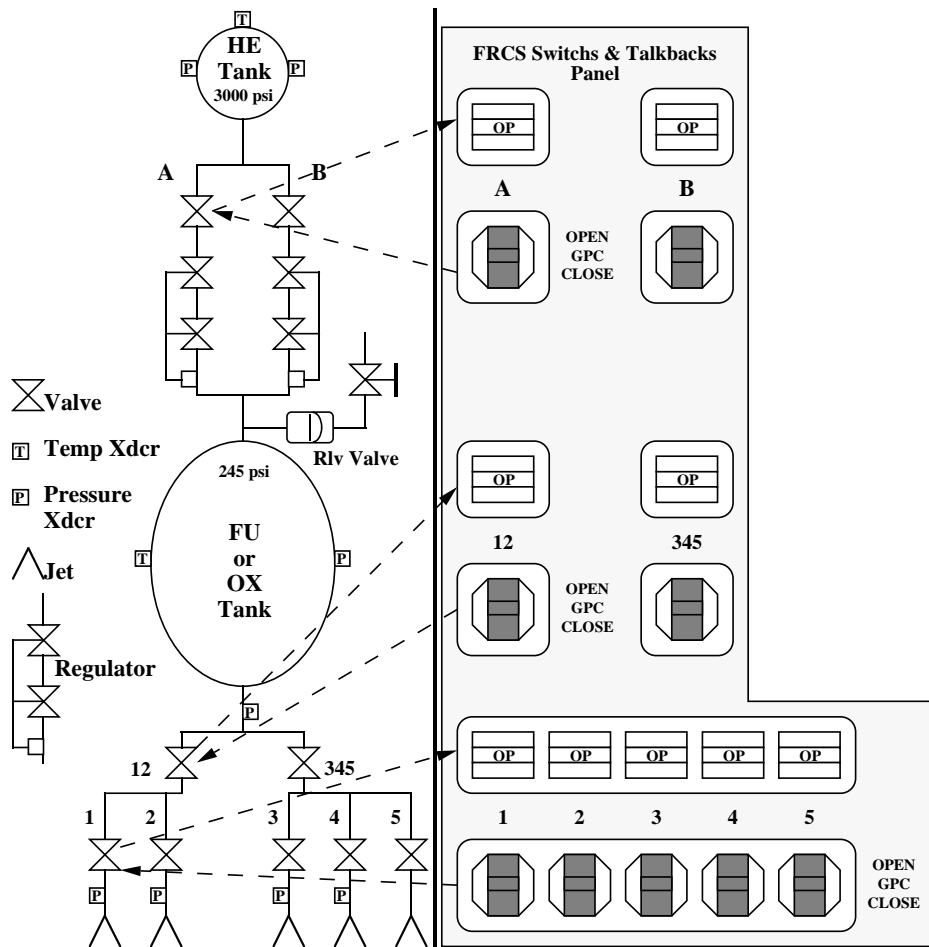 T
HE
Tank
3000 psi
P
P
A
B
Valve
T Temp Xdcr
P Pressure
Xdcr
Jet
Regulator
Rlv Valve
245 psi
FU
or
OX
Tank
T
P
P
12
345
1
2
3
4
5
P
P
P
P
FRCS Switchs & Talkbacks
Panel
OP
OP
A
B
OPEN
GPC
CLOSE
OP
OP
12
345
OPEN
GPC
CLOSE
OP
OP
OP
OP
OP
1
2
3
4
5
OPEN
GPC
CLOSE